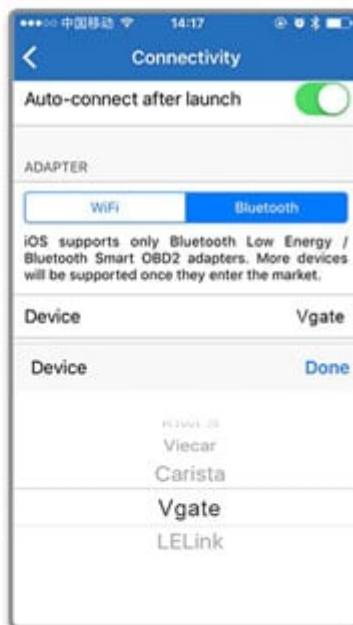 中国移动
14:17
Connectivity
Auto-connect after launch
ADAPTER
WiFi
Bluetooth
iOS supports only Bluetooth Low Energy /
Bluetooth Smart OBD2 adapters. More devices
will be supported once they enter the market.
Device
Vgate
Device
Done
Viecar
Carista
Vgate
LELink